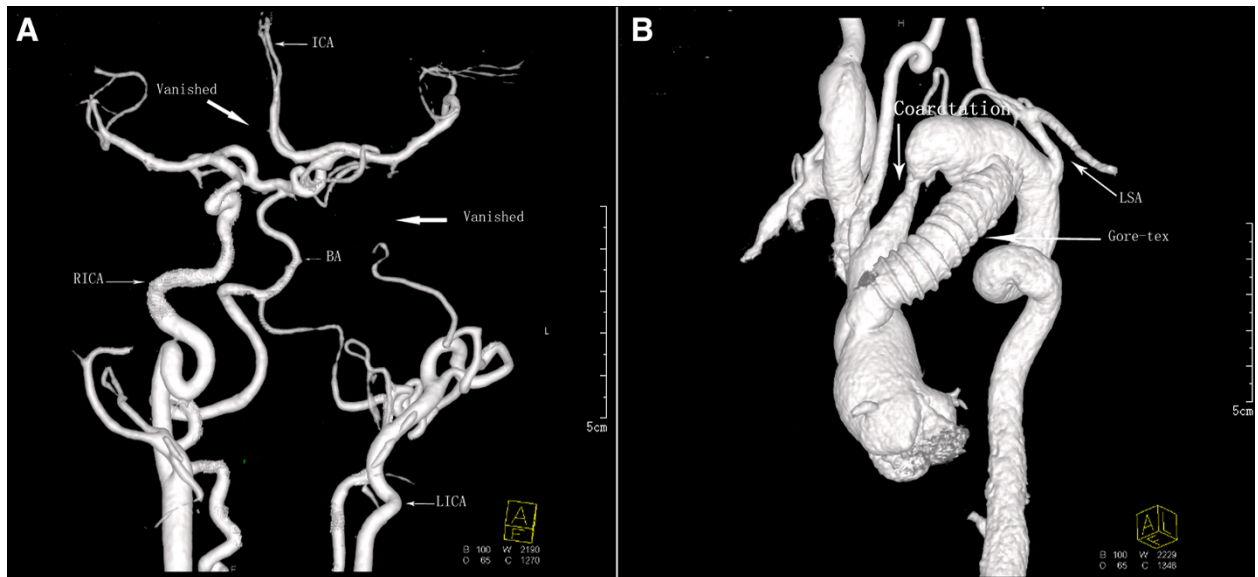 A
ICA
Vanished
Vanished
BA
RICA
L
5cm
LICA
A
F
B 100 W 2190
O 65 C 1270
F
B
H
Coarctation
LSA
Gore-tex
5cm
A L
F
B 100 W 2229
O 65 C 1346